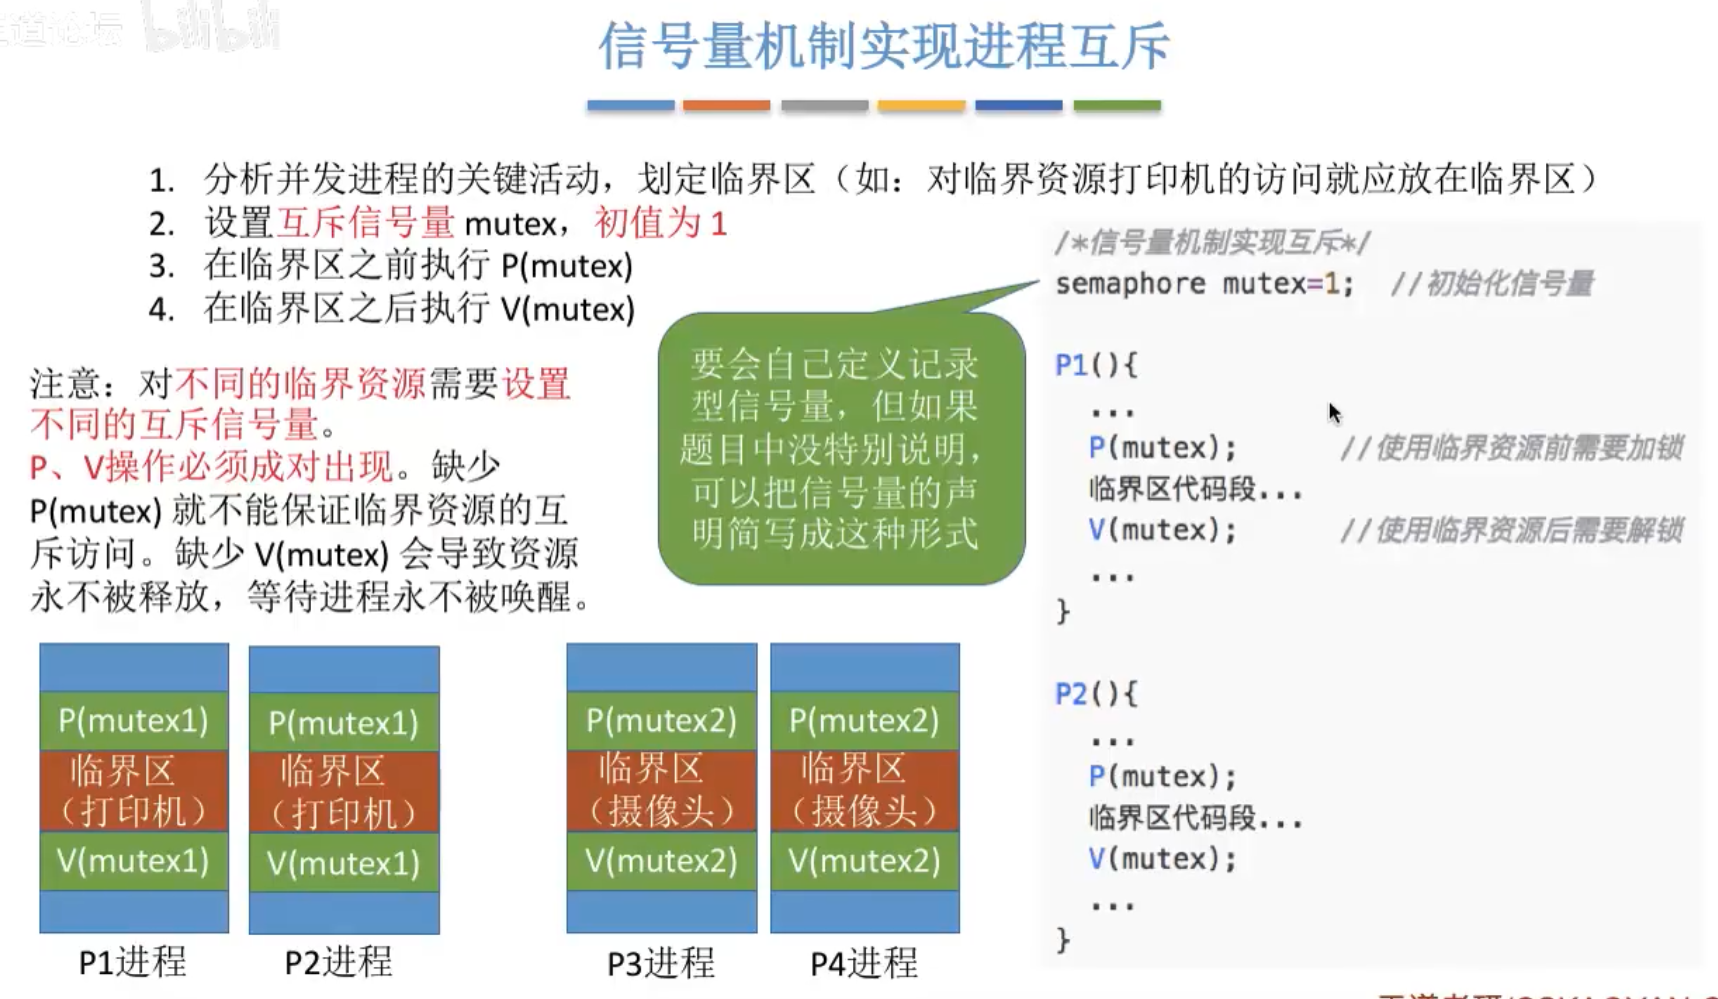 道论坛 bilibili
信号量机制实现进程互斥
1. 分析并发进程的关键活动，划定临界区（如：对临界资源打印机的访问就应放在临界区）
2. 设置互斥信号量 mutex，初值为 1
3. 在临界区之前执行 P(mutex)
4. 在临界区之后执行 V(mutex)
注意：对不同的临界资源需要设置
不同的互斥信号量。
P、V操作必须成对出现。缺少
P(mutex) 就不能保证临界资源的互
斥访问。缺少 V(mutex) 会导致资源
永不被释放，等待进程永不被唤醒。
要会自己定义记录
型信号量，但如果
题目中没特别说明，
可以把信号量的声
明简写成这种形式
/*信号量机制实现互斥*/
semaphore mutex=1; //初始化信号量
P1(){
...
P(mutex); //使用临界资源前需要加锁
临界区代码段...
V(mutex); //使用临界资源后需要解锁
...
}
P2(){
...
P(mutex);
临界区代码段...
V(mutex);
...
}
P(mutex1)
临界区
（打印机）
V(mutex1)
P1进程
P(mutex1)
临界区
（打印机）
V(mutex1)
P2进程
P(mutex2)
临界区
（摄像头）
V(mutex2)
P3进程
P(mutex2)
临界区
（摄像头）
V(mutex2)
P4进程